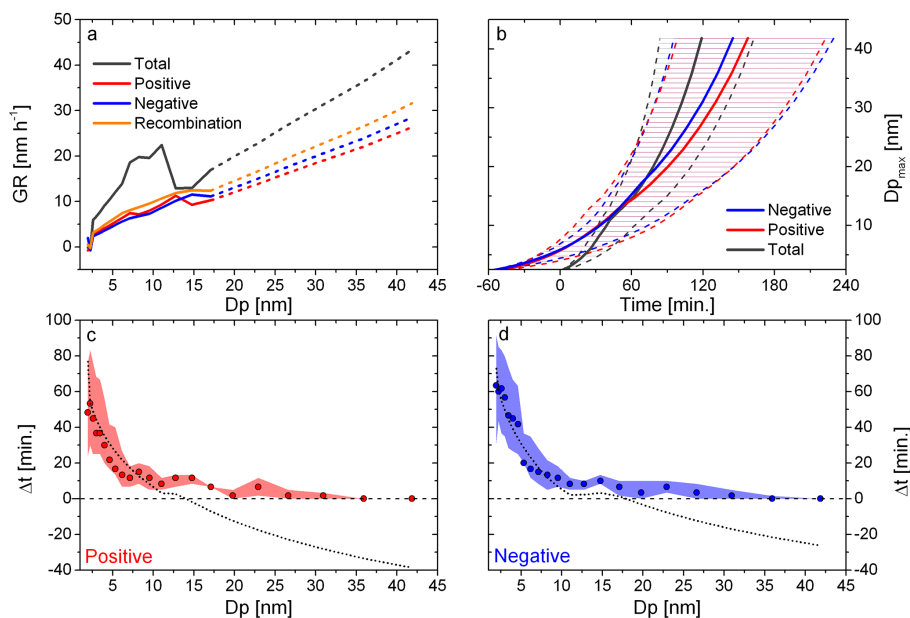 a
Total
Positive
Negative
Recombination
GR [nm h⁻¹]
50
40
30
20
10
0
5 10 15 20 25 30 35 40 45
Dp [nm]
b
Negative
Positive
Total
Dp_max [nm]
40
30
20
10
-60 0 60 120 180 240
Time [min.]
c
Positive
Δt [min.]
100
80
60
40
20
0
-20
-40
5 10 15 20 25 30 35 40 45
Dp [nm]
d
Negative
Δt [min.]
100
80
60
40
20
0
-20
-40
5 10 15 20 25 30 35 40 45
Dp [nm]